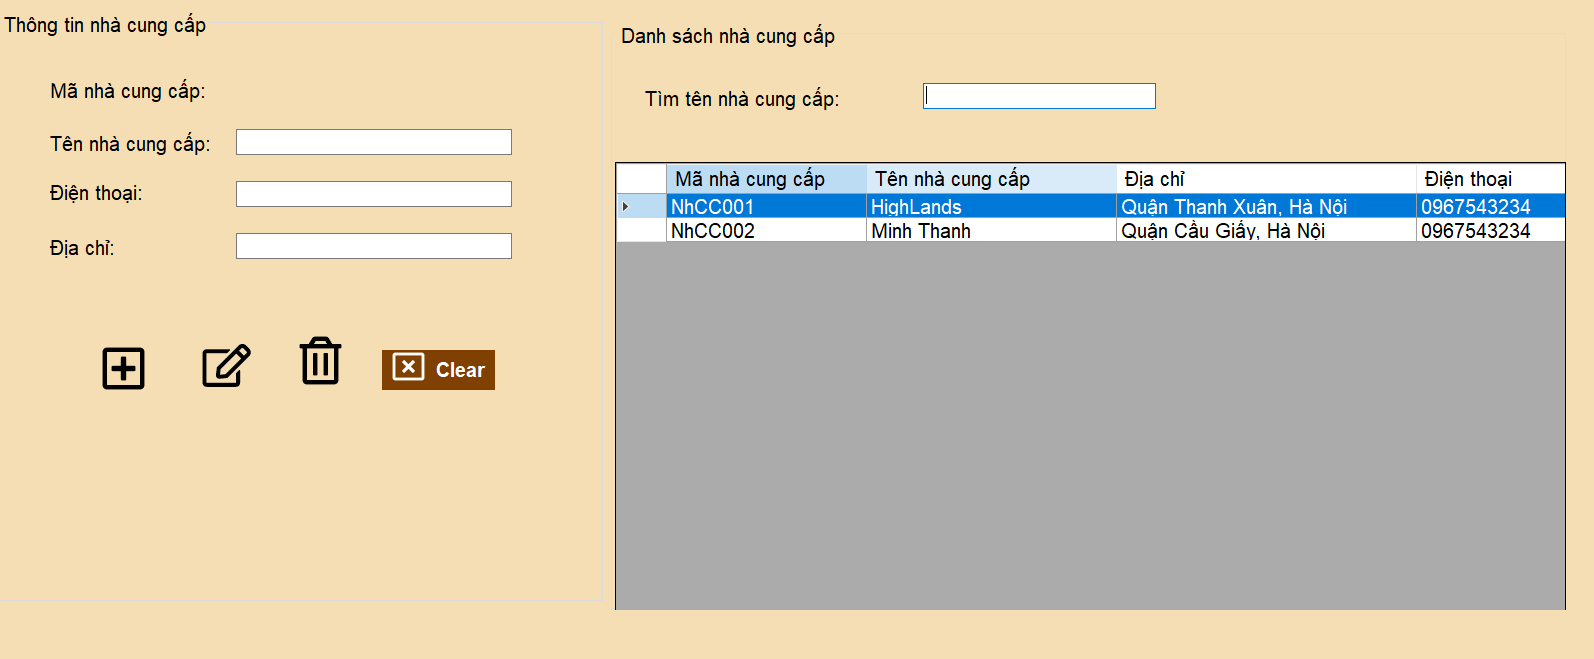 Thông tin nhà cung cấp
Mã nhà cung cấp:
Tên nhà cung cấp:
Điện thoại:
Địa chỉ:
Clear
Danh sách nhà cung cấp
Tìm tên nhà cung cấp:
Mã nhà cung cấp Tên nhà cung cấp Địa chỉ Điện thoại
NhCC001 HighLands Quận Thanh Xuân, Hà Nội 0967543234
NhCC002 Minh Thanh Quận Cầu Giấy, Hà Nội 0967543234